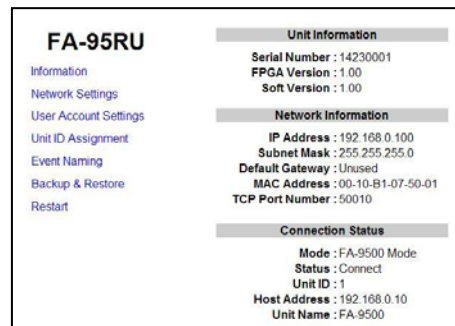 FA-95RU
Information
Network Settings
User Account Settings
Unit ID Assignment
Event Naming
Backup & Restore
Restart
Unit Information
Serial Number : 14230001
FPGA Version : 1.00
Soft Version : 1.00
Network Information
IP Address : 192.168.0.100
Subnet Mask : 255.255.255.0
Default Gateway : Unused
MAC Address : 00-10-B1-07-50-01
TCP Port Number : 50010
Connection Status
Mode : FA-9500 Mode
Status : Connect
Unit ID : 1
Host Address : 192.168.0.10
Unit Name : FA-9500